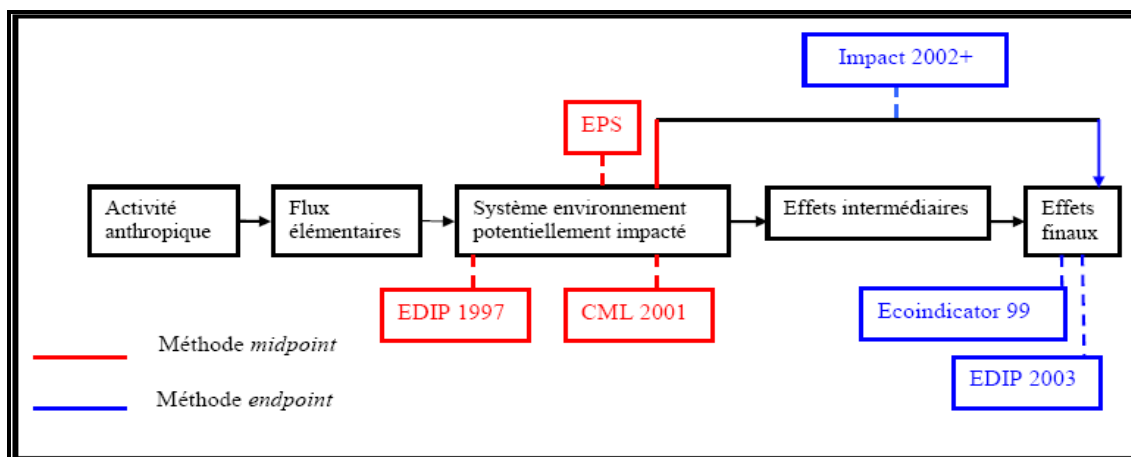 Impact 2002+
EPS
Activité
anthropique
Flux
élémentaires
Système environnement
potentiellement impacté
Effets intermédiaires
Effets
finaux
EDIP 1997
CML 2001
Ecoindicator 99
EDIP 2003
Méthode midpoint
Méthode endpoint